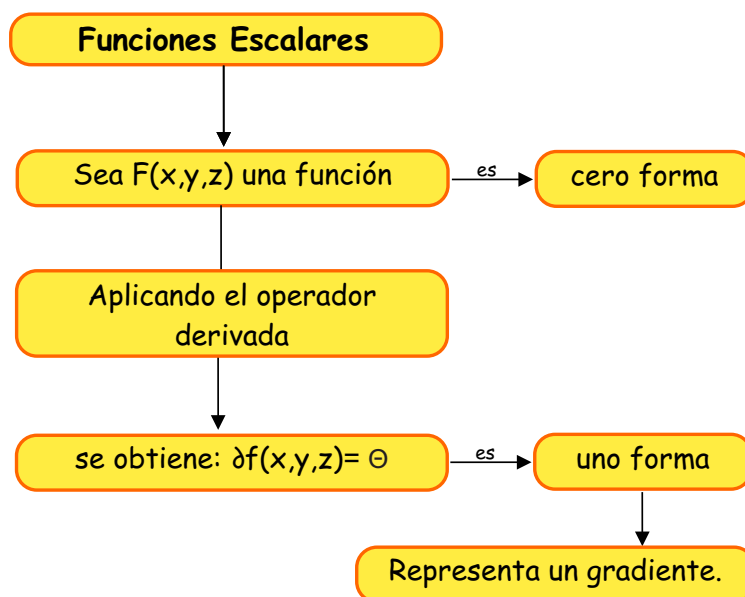 Funciones Escalares
Sea F(x,y,z) una función
es
cero forma
Aplicando el operador
derivada
se obtiene: ∂f(x,y,z)= Θ
es
uno forma
Representa un gradiente.